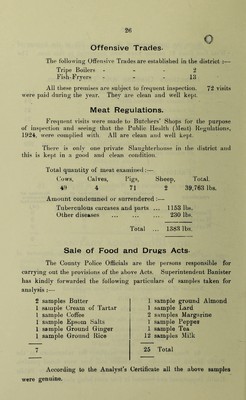 26
Offensive Trades.
The following Offensive Trades are established in the district :—
Tripe Boilers - - - 2
Fish Fryers - - - 13
All these premises are subject to frequent inspection. 72 visits
were paid during the year. They are clean and well kept.
Meat Regulations.
Frequent visits were made to Butchers' Shops for the purpose
of inspection and seeing that the Public Health (Meat) Regulations,
1924, were complied with. All are clean and well kept.
There is only one private Slaughterhouse in the district and
this is kept in a good and clean condition.
Total quantity of meat examined :—
Cows, Calves, Pigs, Sheep, Total.
49 4 71 2 39,763 lbs.
Amount condemned or surrendered :—
Tuberculous carcases and parts ... 1153 lbs.
Other diseases ... ... ... 230 lbs.
Total ... 1383 lbs.
Sale of Food and Drugs Acts.
The County Police Officials are the persons responsible for
carrying out the provisions of the above Acts. Superintendent Banister
has kindly forwarded the following particulars of samples taken for
analysis :—
2 samples Butter
1 sample Cream of Tartar
1 sample Coffee
1 sample Epsom Salts
1 sample Ground Ginger
1 sample Ground Rice
7
1 sample ground Almond
1 sample Lard
2 samples Margarine
1 sample Pepper
1 sample Tea
12 samples Milk
25 Total
According to the Analyst's Certificate all the above samples
were genuine.